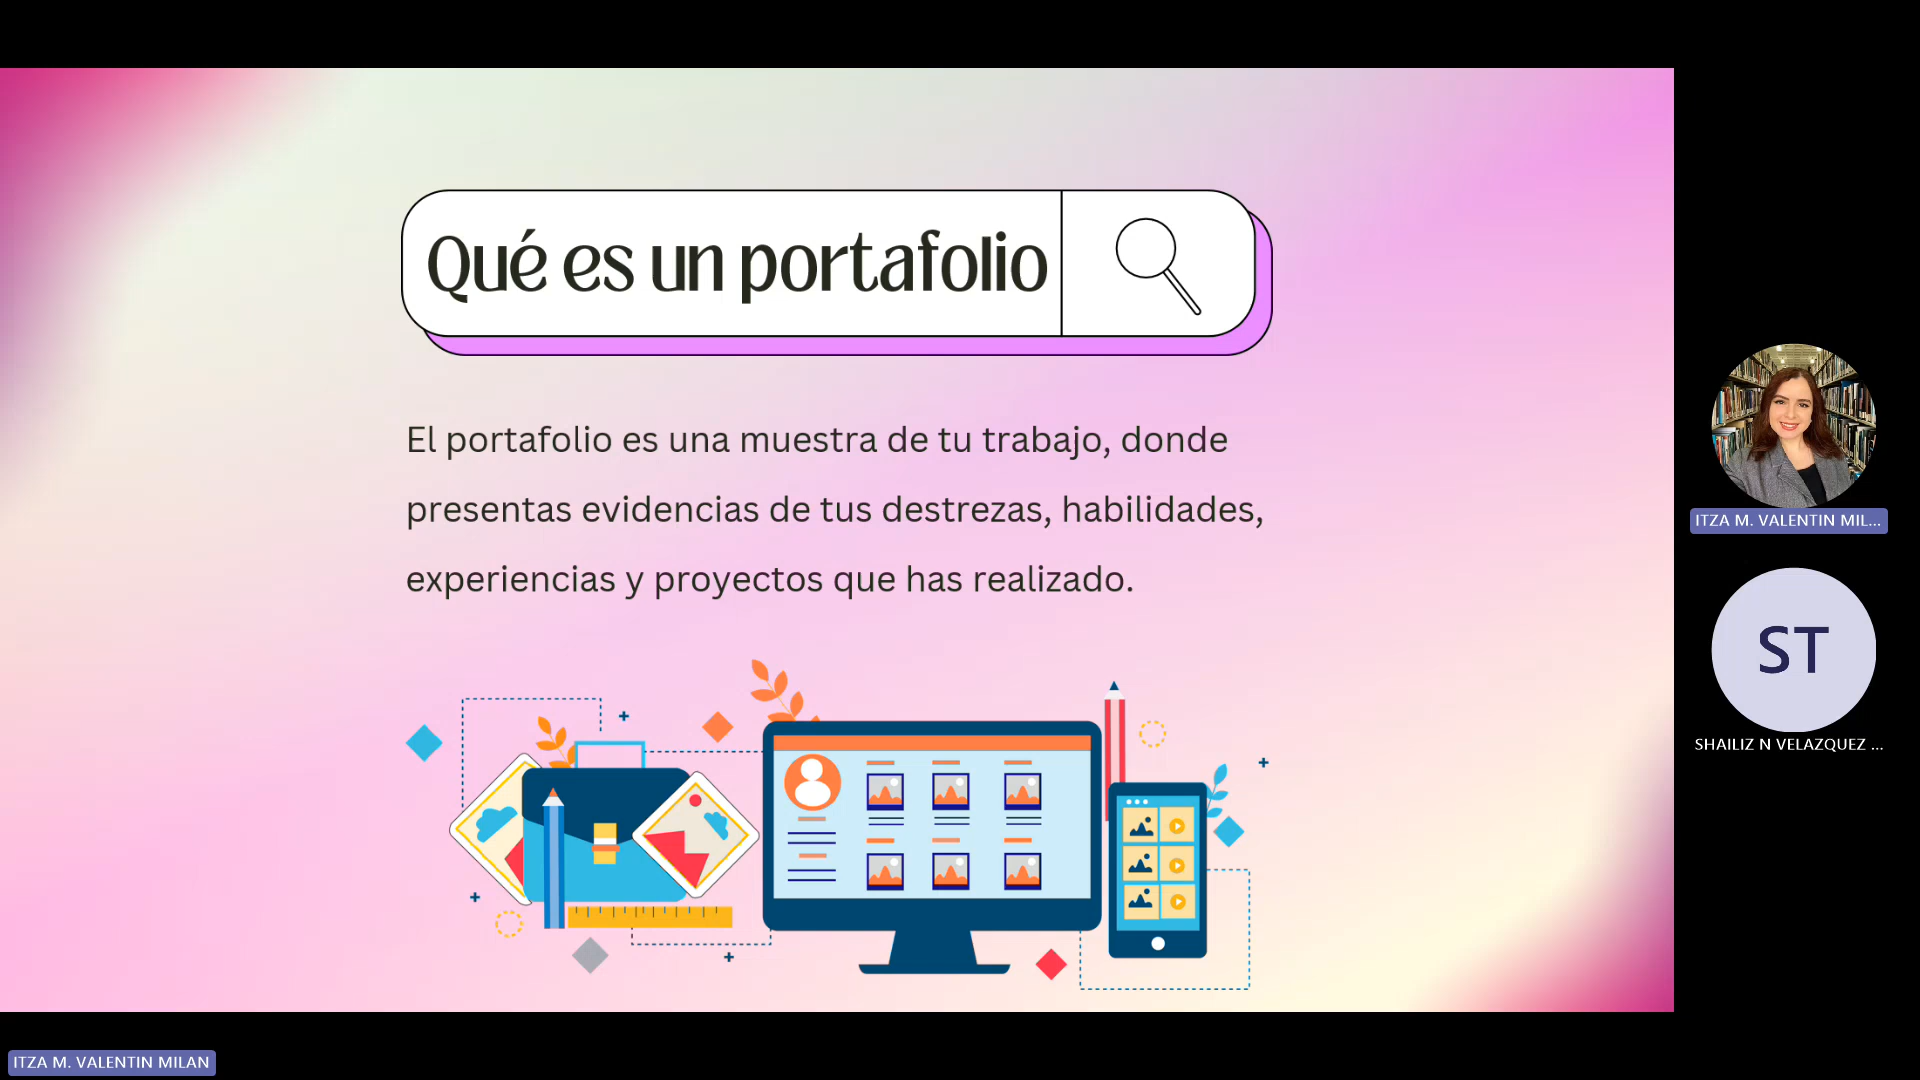 Qué es un portafolio
El portafolio es una muestra de tu trabajo, donde
presentas evidencias de tus destrezas, habilidades,
experiencias y proyectos que has realizado.
ITZA M. VALENTIN MIL...
ST
SHAILIZ N VELAZQUEZ ...
ITZA M. VALENTIN MILAN